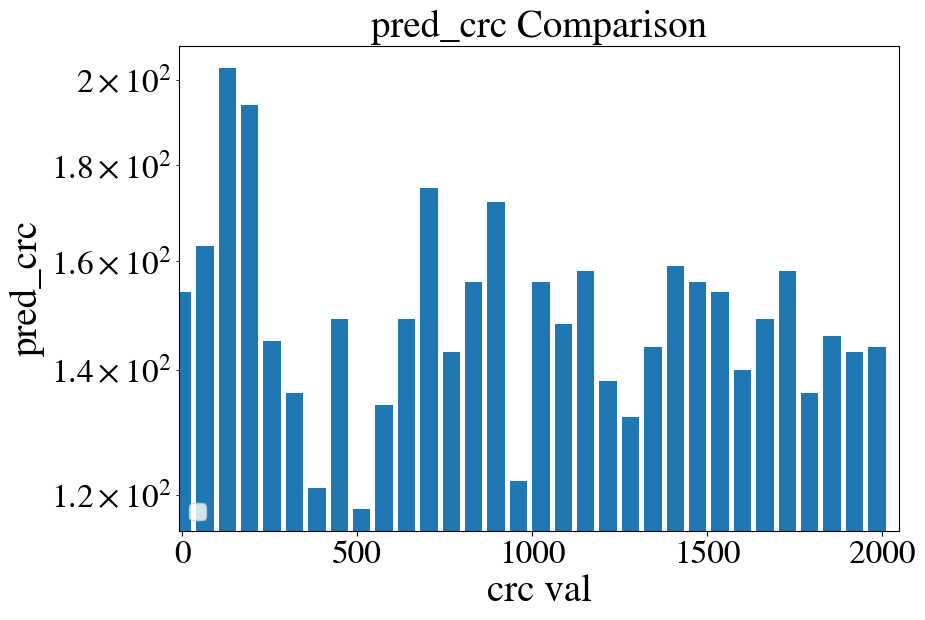 pred_crc Comparison
2 × 10²
1.8 × 10²
1.6 × 10²
1.4 × 10²
1.2 × 10²
pred_crc
0 500 1000 1500 2000
crc val